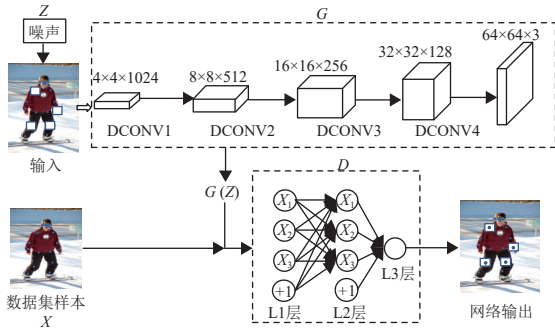 Z
噪声
输入
G
4×4×1024
8×8×512
16×16×256
32×32×128
64×64×3
DCONV1
DCONV2
DCONV3
DCONV4
G (Z)
D
X1
X2
X3
+1
X1
X2
X3
+1
L1层
L2层
L3层
数据集样本
X
网络输出